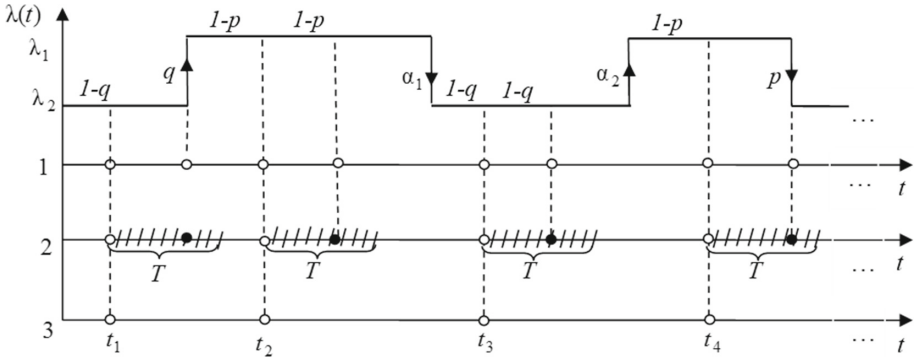 λ(t)
1-p 1-p 1-p
λ₁
q α₁ α₂ p
1-q 1-q 1-q
λ₂
...
1 ... t
2
T T T T ... t
3 t₁ t₂ t₃ t₄ ... t